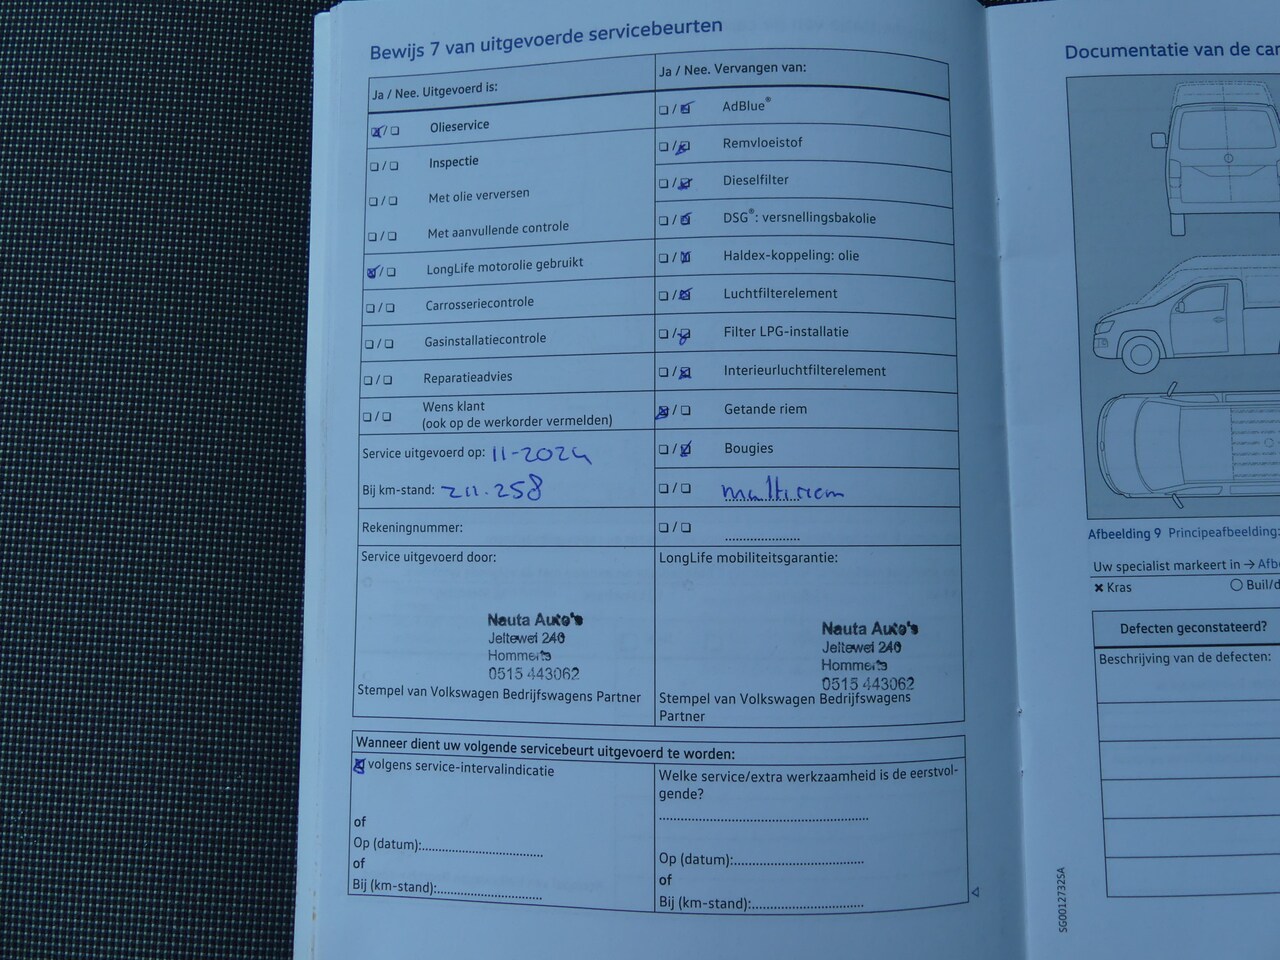 Bewijs 7 van uitgevoerde servicebeurten
Ja / Nee. Uitgevoerd is:
Olieservice
Inspectie
Met olie verversen
Met aanvullende controle
LongLife motorolie gebruikt
Carrosseriecontrole
Gasinstallatiecontrole
Reparatieadvies
Wens klant
(ook op de werkorder vermelden)
Service uitgevoerd op: 11-2024
Bij km-stand: 211.258
Rekeningnummer:
Service uitgevoerd door:
Nauta Auto's
Jeltewei 240
Hommerts
0515 443062
Stempel van Volkswagen Bedrijfswagens Partner
Ja / Nee. Vervangen van:
AdBlue®
Remvloeistof
Dieselfilter
DSG®: versnellingsbakolie
Haldex-koppeling: olie
Luchtfilterelement
Filter LPG-installatie
Interieurluchtfilterelement
Getande riem
Bougies
multiriem
LongLife mobiliteitsgarantie:
Nauta Auto's
Jeltewei 240
Hommerts
0515 443062
Stempel van Volkswagen Bedrijfswagens
Partner
Wanneer dient uw volgende servicebeurt uitgevoerd te worden:
volgens service-intervalindicatie
of
Op (datum):
of
Bij (km-stand):
Welke service/extra werkzaamheid is de eerstvol-
gende?
Op (datum):
of
Bij (km-stand):
Documentatie van de car
Afbeelding 9 Principeafbeelding:
Uw specialist markeert in → Afb
× Kras
Buil/d
Defecten geconstateerd?
Beschrijving van de defecten:
SG0012732SA